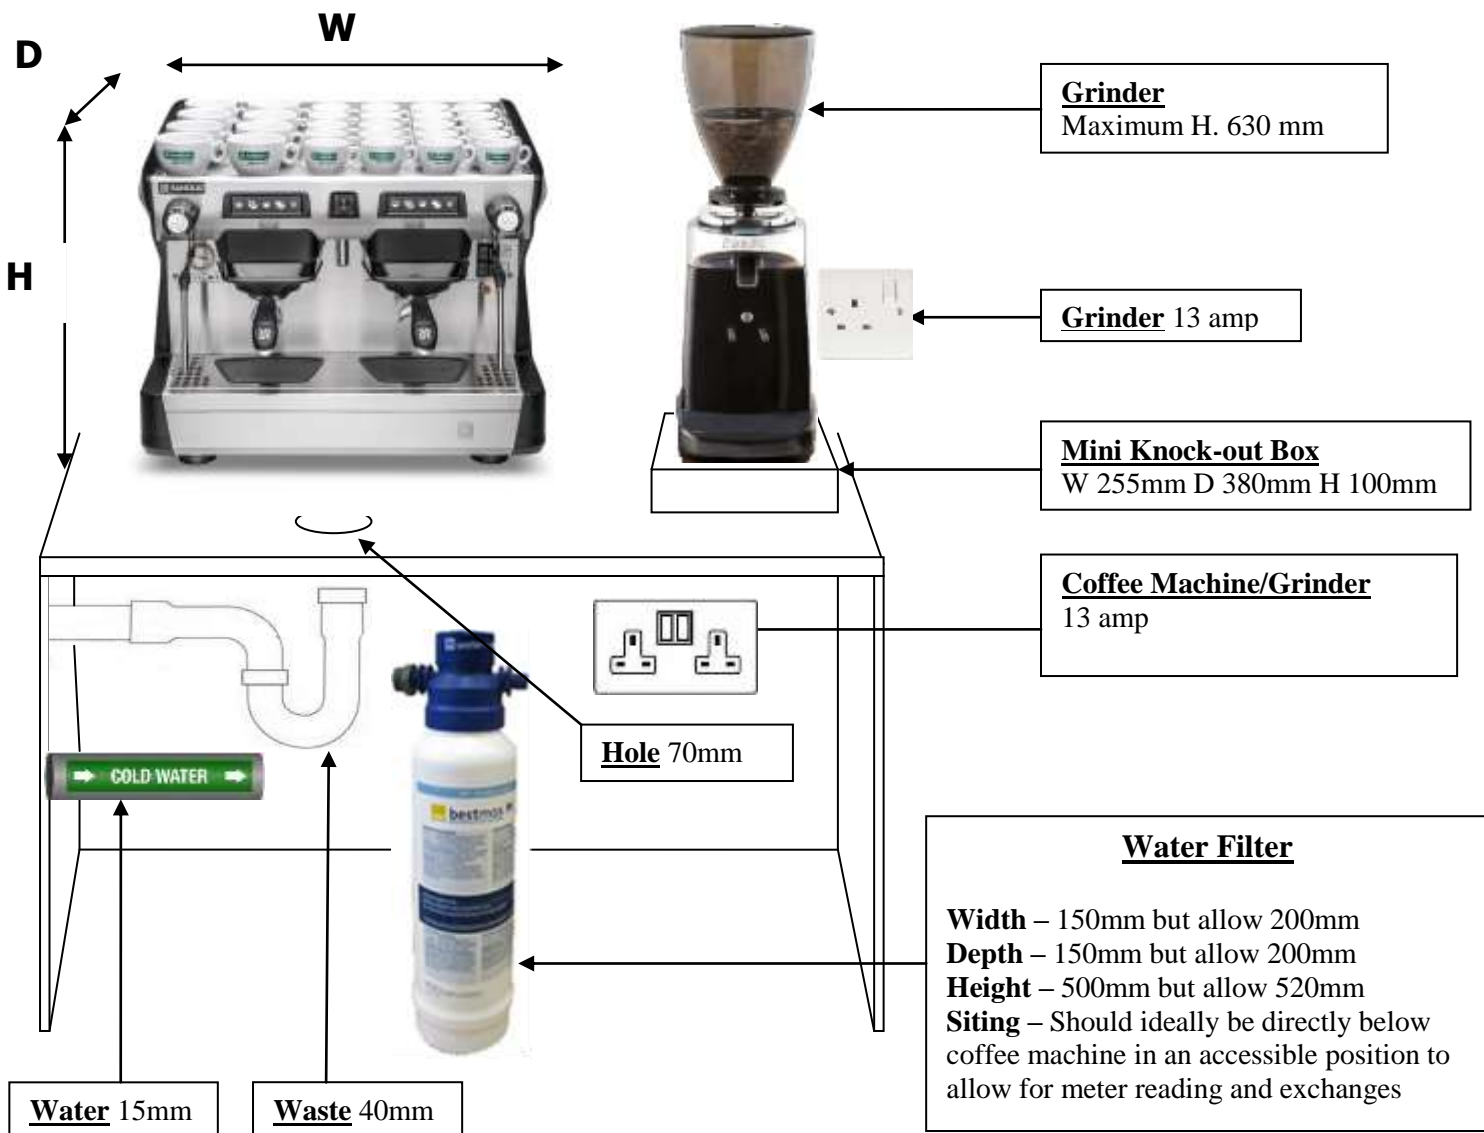 W
D
H
Grinder
Maximum H. 630 mm
Grinder 13 amp
Mini Knock-out Box
W 255mm D 380mm H 100mm
Coffee Machine/Grinder
13 amp
Hole 70mm
COLD WATER
bestmax
Water Filter
Width – 150mm but allow 200mm
Depth – 150mm but allow 200mm
Height – 500mm but allow 520mm
Siting – Should ideally be directly below
coffee machine in an accessible position to
allow for meter reading and exchanges
Water 15mm
Waste 40mm